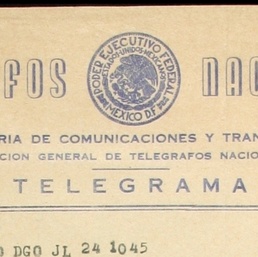 FOS NAC
PODER EJECUTIVO FEDERAL
ESTADOS UNIDOS MEXICANOS
MEXICO D.F.
RIA DE COMUNICACIONES Y TRAN
CION GENERAL DE TELEGRAFOS NACIO
TELEGRAMA
O DGO JL 24 1045